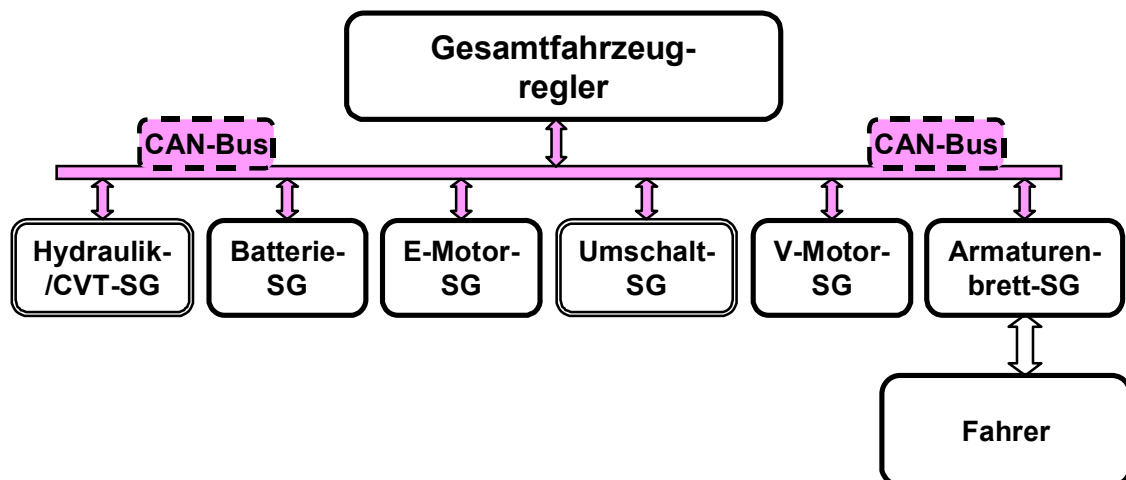 Gesamtfahrzeug-
regler
CAN-Bus
CAN-Bus
Hydraulik-
/CVT-SG
Batterie-
SG
E-Motor-
SG
Umschalt-
SG
V-Motor-
SG
Armaturen-
brett-SG
Fahrer